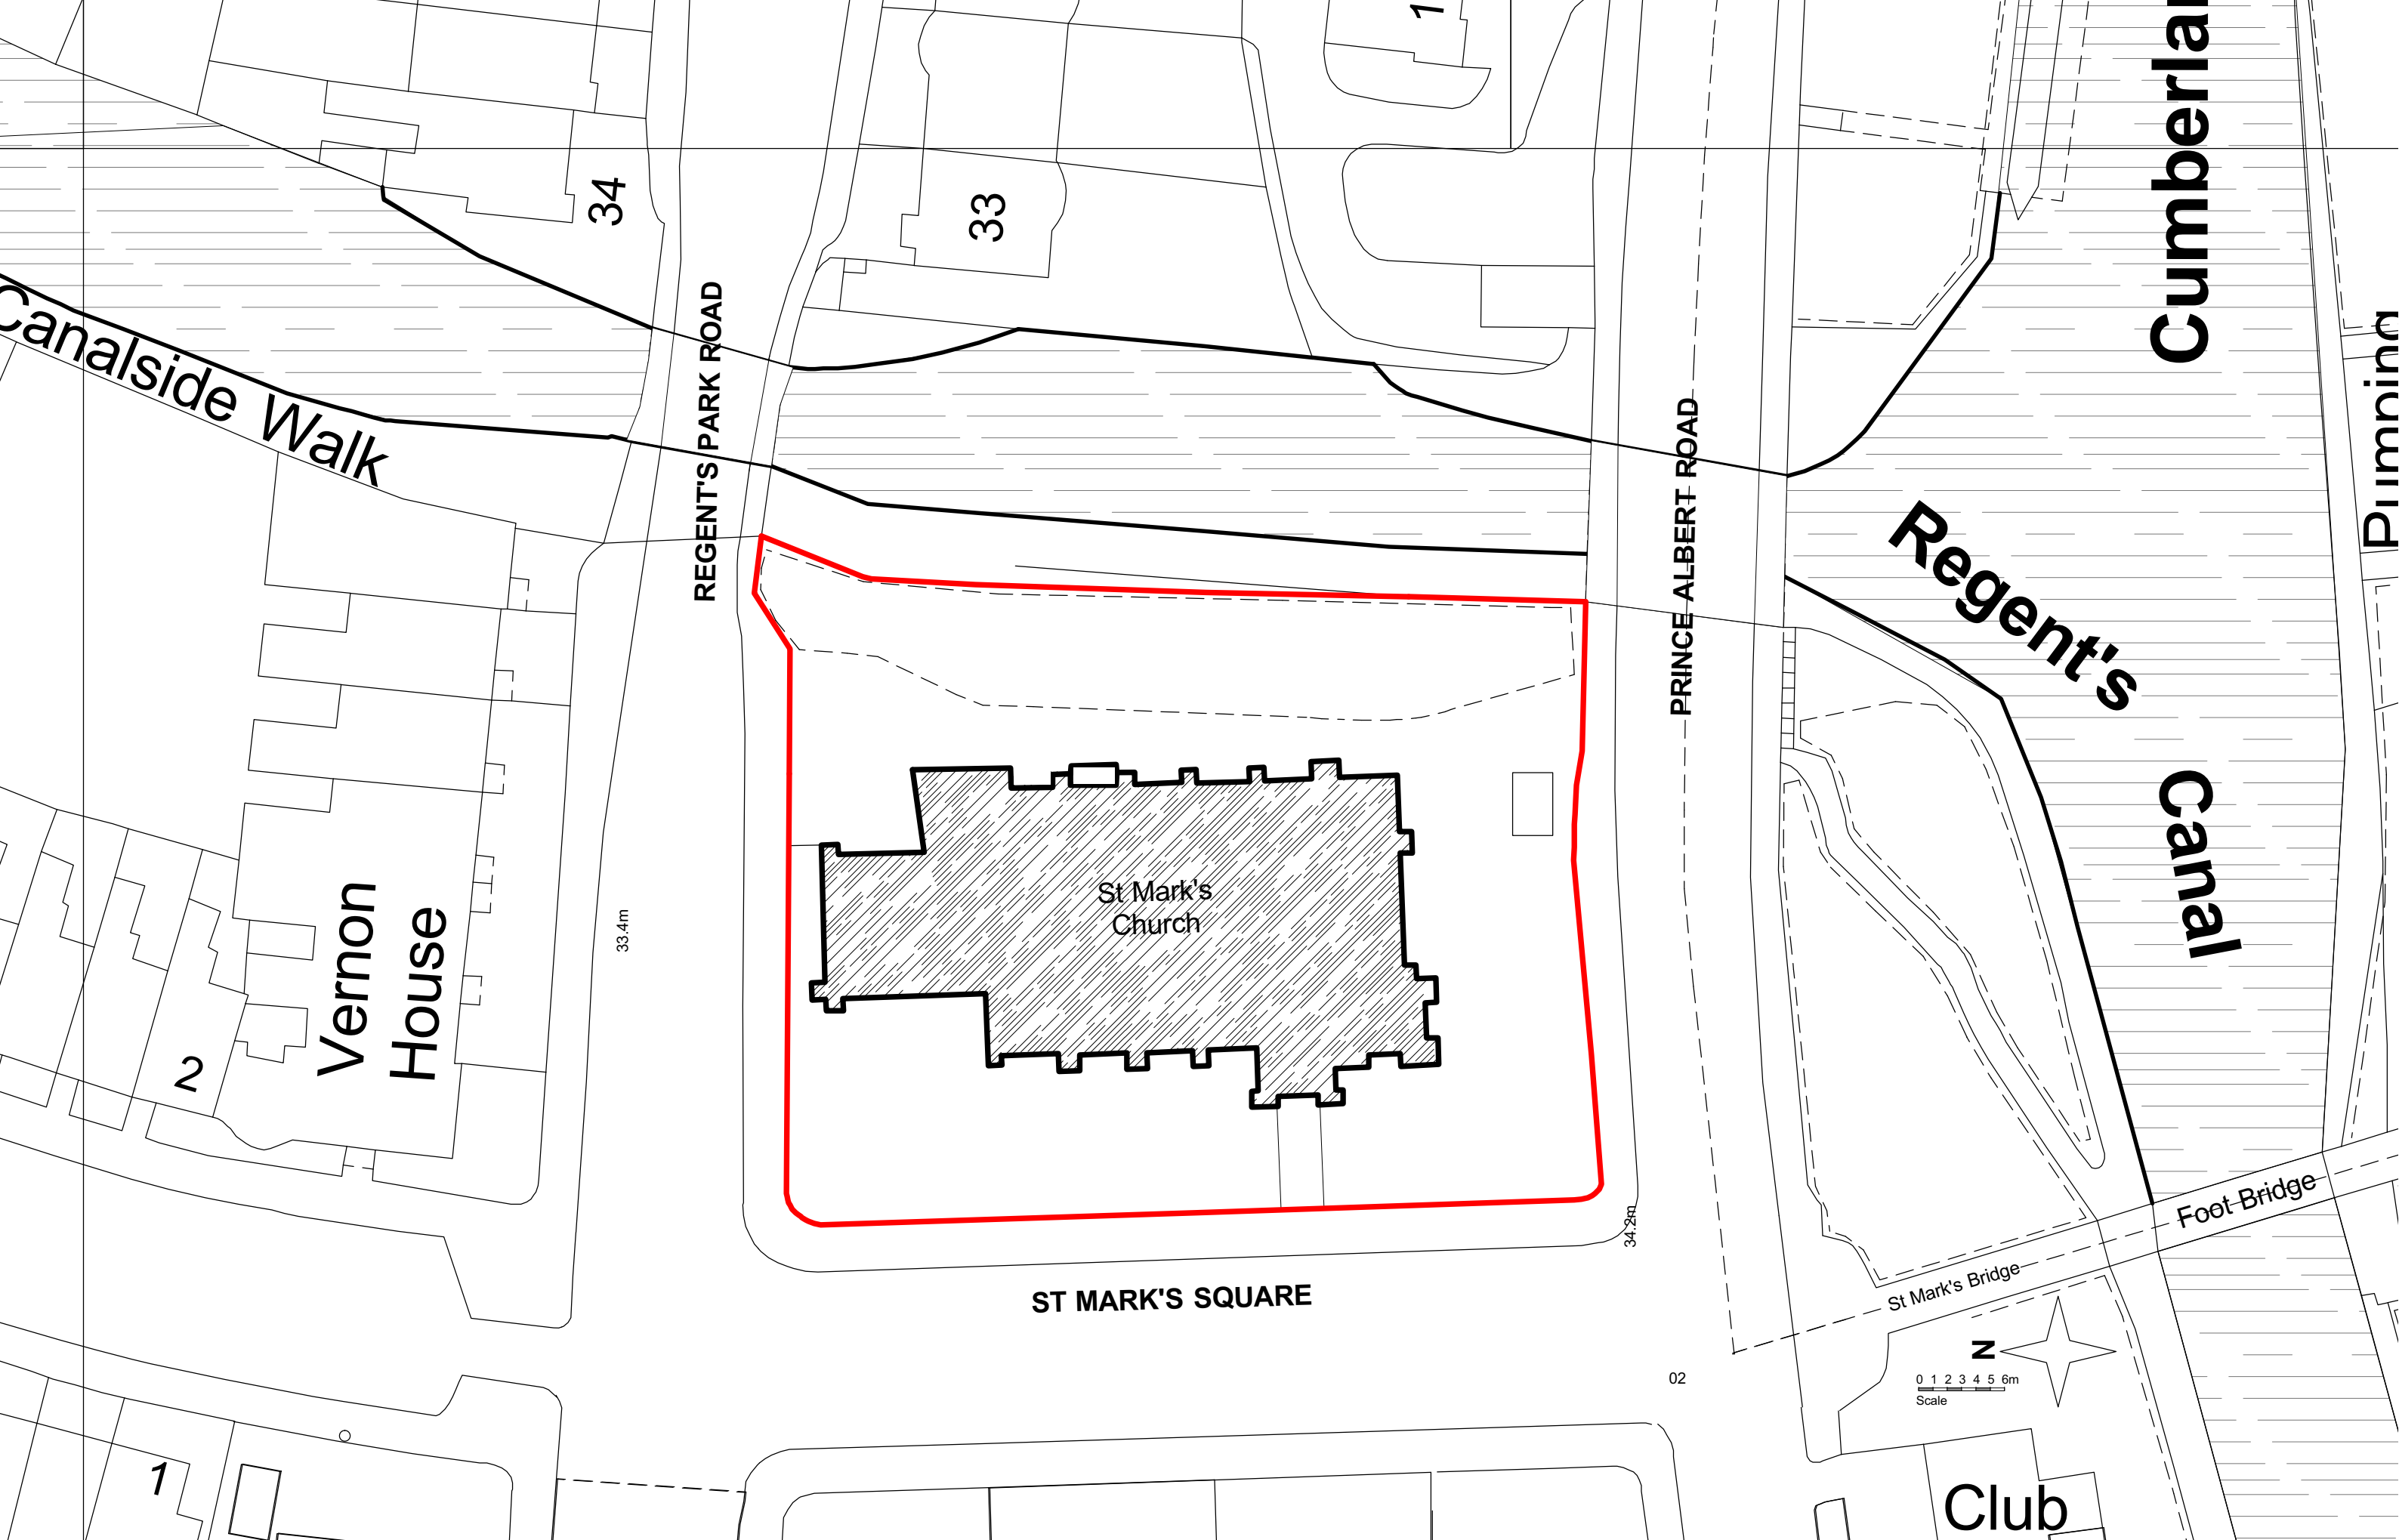 1
Cumberla
34
33
Canalside Walk
REGENT'S PARK ROAD
PRINCE ALBERT ROAD
Pumping
Regent's
Canal
St Mark's
Church
Vernon
House
33.4m
2
34.2m
Foot Bridge
St Mark's Bridge
ST MARK'S SQUARE
N
0 1 2 3 4 5 6m
Scale
02
1
Club